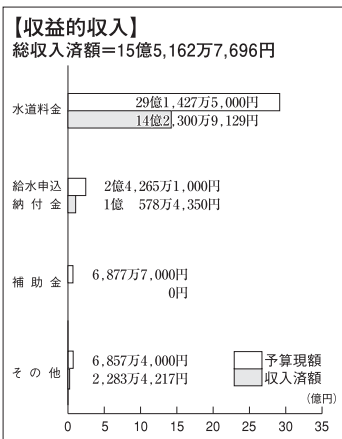 【収益的収入】
総収入済額=15億5,162万7,696円
水道料金
29億1,427万5,000円
14億2,300万9,129円
給水申込
納付金
2億4,265万1,000円
1億 578万4,350円
補助金
6,877万7,000円
0円
その他
6,857万4,000円
2,283万4,217円
予算現額
収入済額
(億円)
0 5 10 15 20 25 30 35